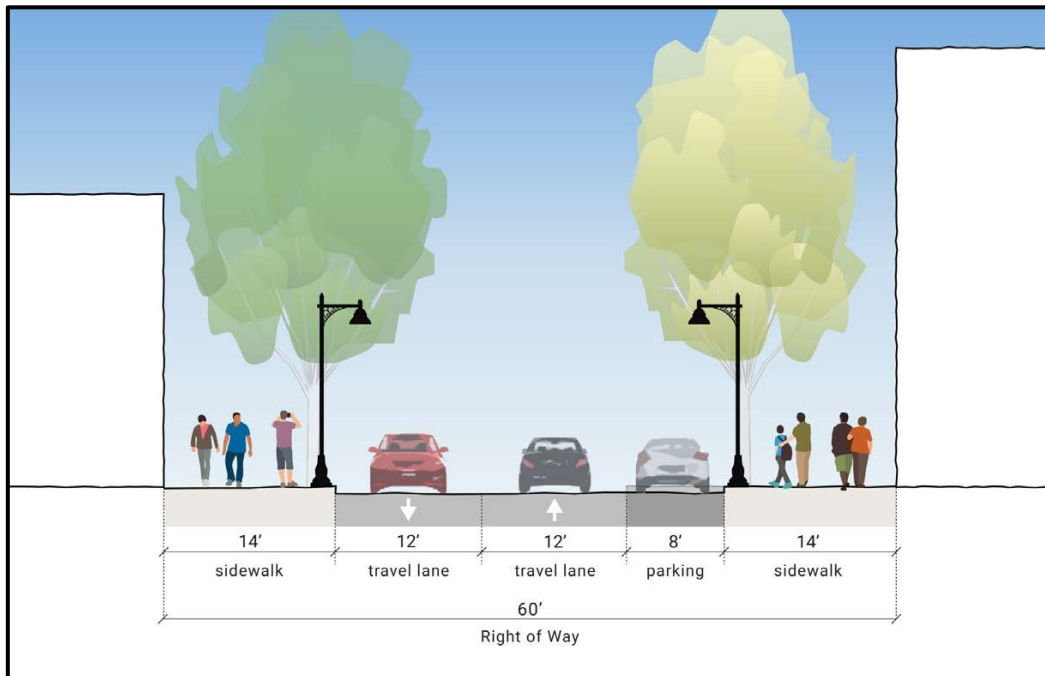 14' 12' 12' 8' 14'
sidewalk travel lane travel lane parking sidewalk
60'
Right of Way